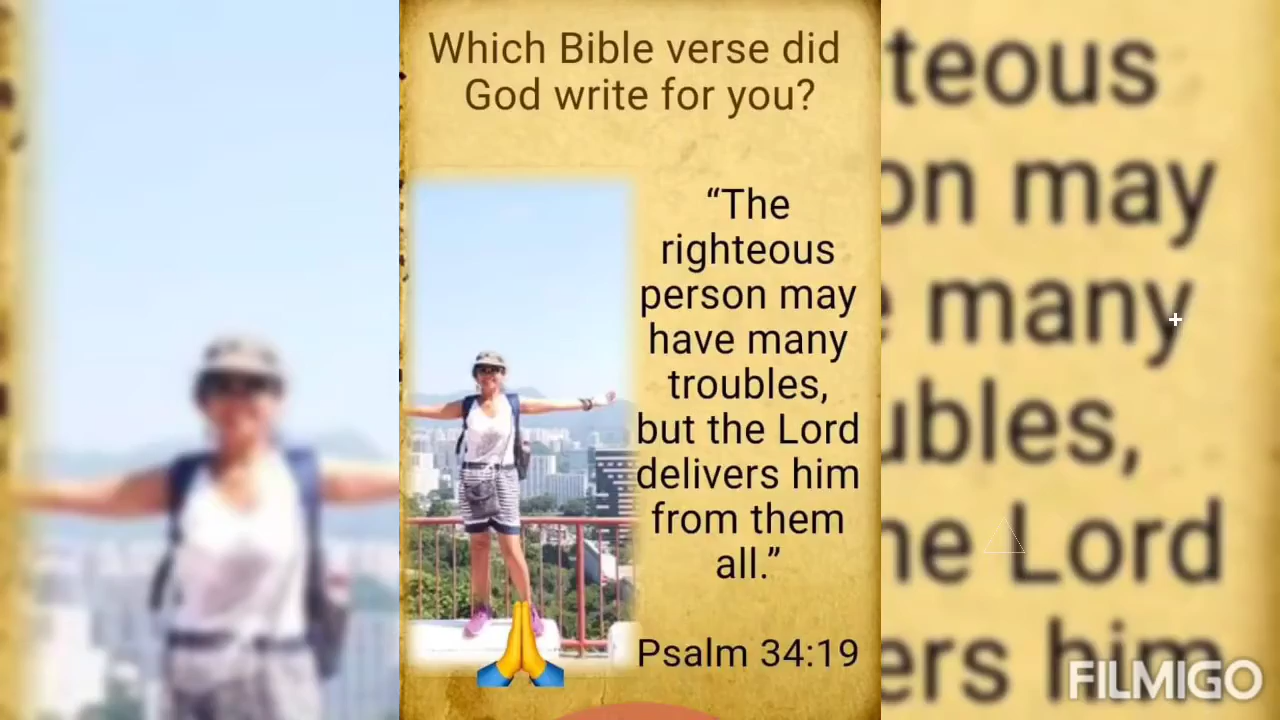 Which Bible verse did
God write for you?
“The
righteous
person may
have many
troubles,
but the Lord
delivers him
from them
all.”
Psalm 34:19
teous
on may
e many
ubles,
he Lord
ers him
FILMIGO